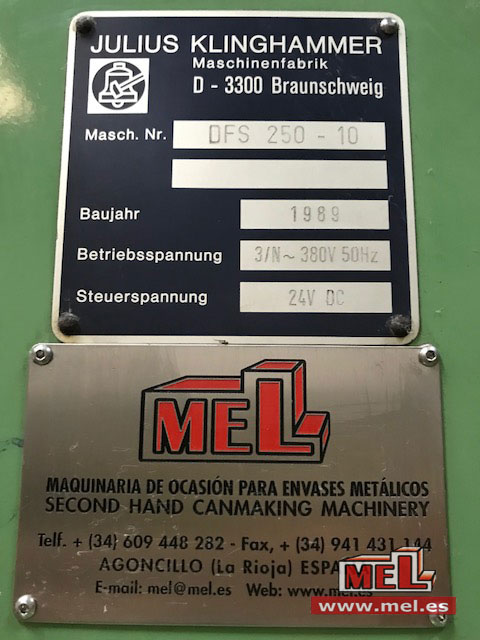 JULIUS KLINGHAMMER
Maschinenfabrik
D - 3300 Braunschweig
Masch. Nr. DFS 250 - 10
Baujahr 1989
Betriebsspannung 3/N~ 380V 50Hz
Steuerspannung 24V DC
MEL
MAQUINARIA DE OCASIÓN PARA ENVASES METÁLICOS
SECOND HAND CANMAKING MACHINERY
Telf. + (34) 609 448 282 - Fax, + (34) 941 431 144
AGONCILLO (La Rioja)
E-mail: mel@mel.es Web: www.mel.es
MEL
www.mel.es